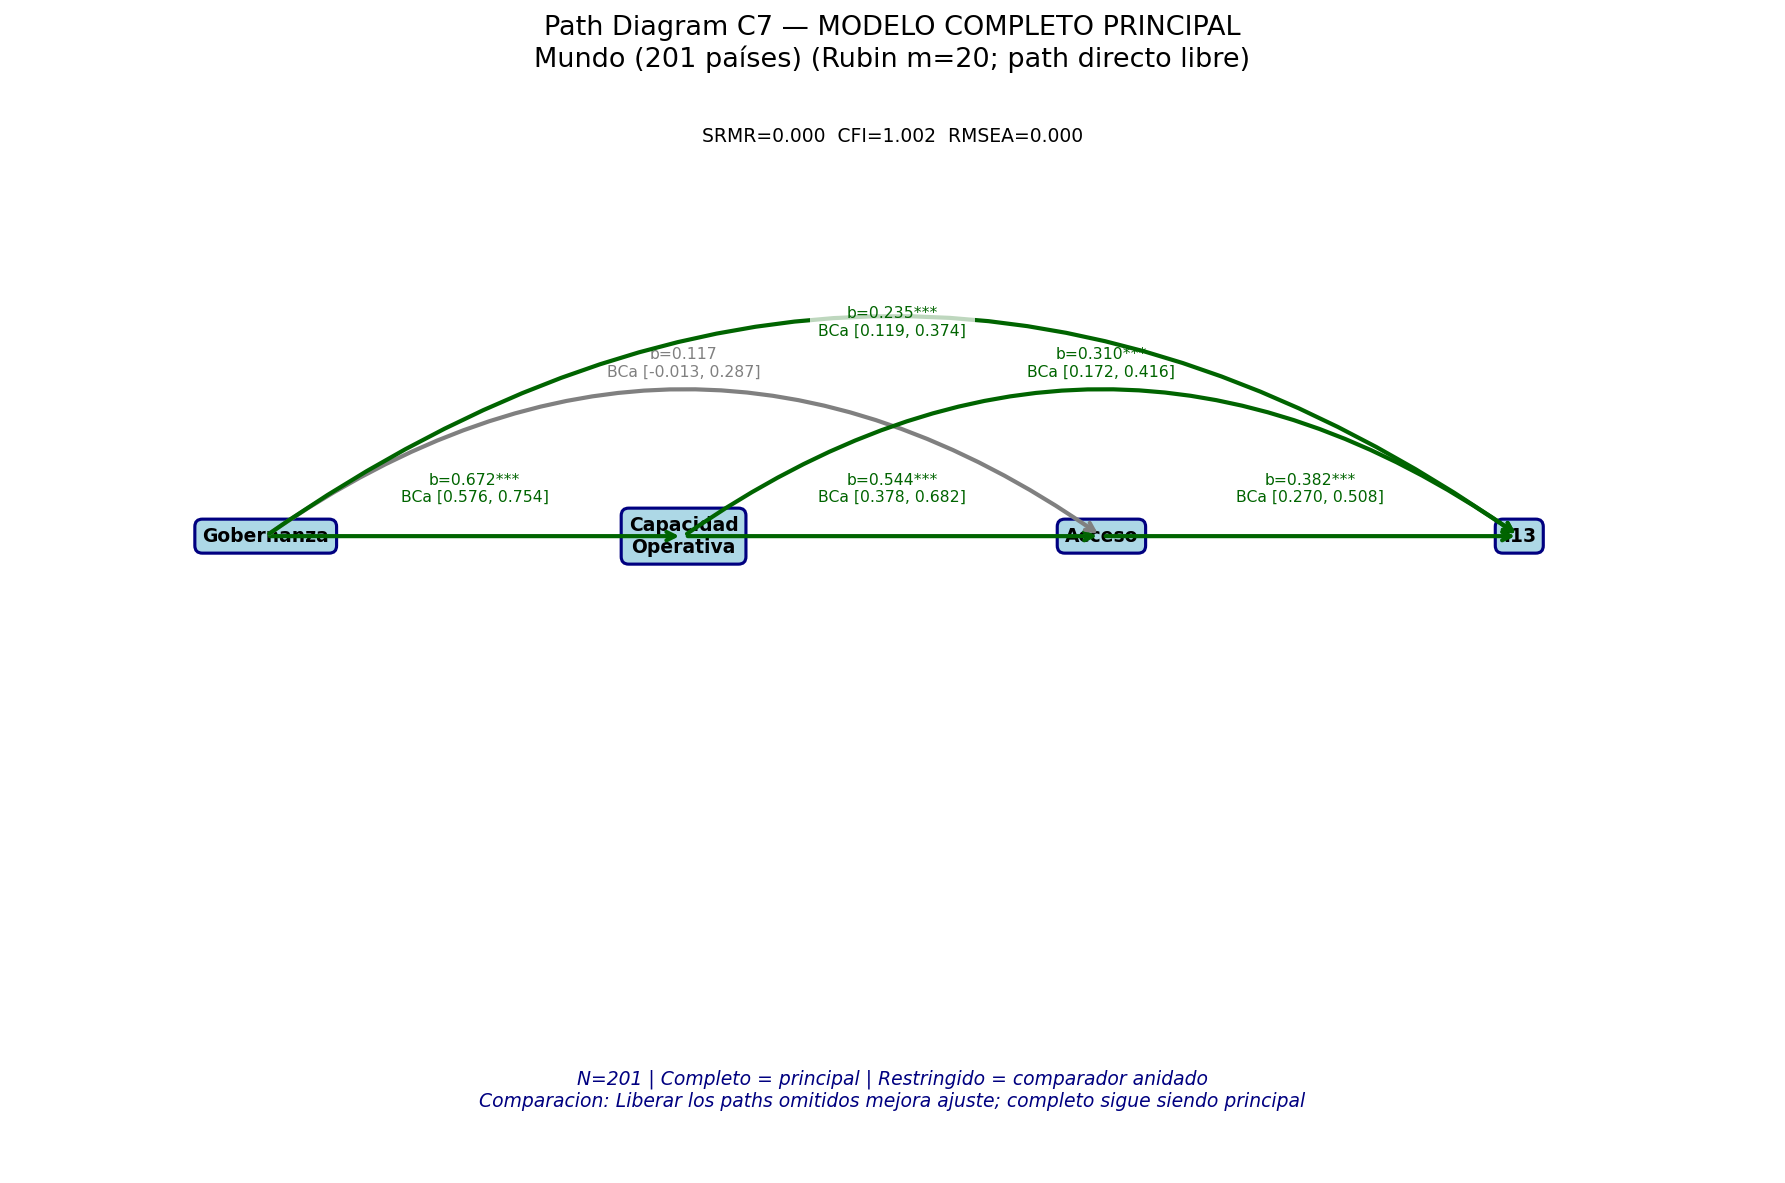 Path Diagram C7 — MODELO COMPLETO PRINCIPAL
Mundo (201 países) (Rubin m=20; path directo libre)
SRMR=0.000  CFI=1.002  RMSEA=0.000
b=0.235***
BCa [0.119, 0.374]
b=0.117
BCa [-0.013, 0.287]
b=0.310***
BCa [0.172, 0.416]
b=0.672***
BCa [0.576, 0.754]
b=0.544***
BCa [0.378, 0.682]
b=0.382***
BCa [0.270, 0.508]
Gobernanza
Capacidad
Operativa
Acceso
N=201 | Completo = principal | Restringido = comparador anidado
Comparacion: Liberar los paths omitidos mejora ajuste; completo sigue siendo principal